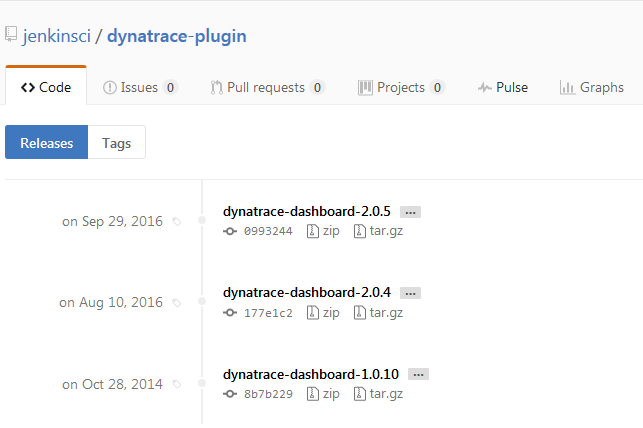 jenkinsci / dynatrace-plugin
Code Issues 0 Pull requests 0 Projects 0 Pulse Graphs
Releases Tags
on Sep 29, 2016 dynatrace-dashboard-2.0.5 ...
0993244 zip tar.gz
on Aug 10, 2016 dynatrace-dashboard-2.0.4 ...
177e1c2 zip tar.gz
on Oct 28, 2014 dynatrace-dashboard-1.0.10 ...
8b7b229 zip tar.gz